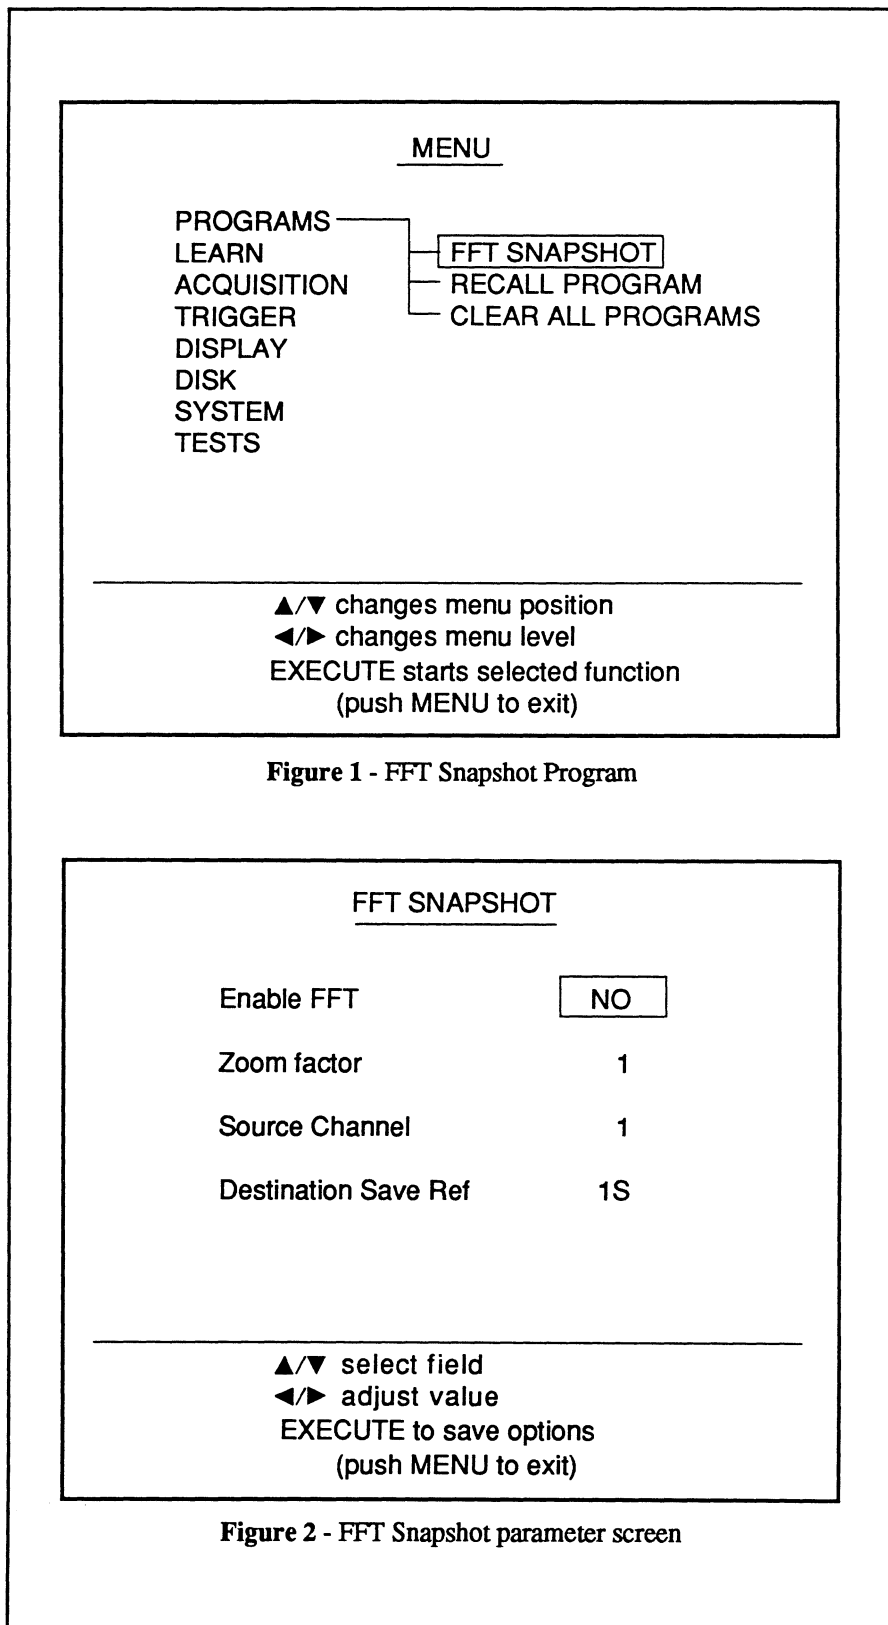 MENU
PROGRAMS
LEARN
FFT SNAPSHOT
ACQUISITION
RECALL PROGRAM
TRIGGER
CLEAR ALL PROGRAMS
DISPLAY
DISK
SYSTEM
TESTS
▲/▼ changes menu position
◄/► changes menu level
EXECUTE starts selected function
(push MENU to exit)
Figure 1 - FFT Snapshot Program
FFT SNAPSHOT
Enable FFT NO
Zoom factor 1
Source Channel 1
Destination Save Ref 1S
▲/▼ select field
◄/► adjust value
EXECUTE to save options
(push MENU to exit)
Figure 2 - FFT Snapshot parameter screen